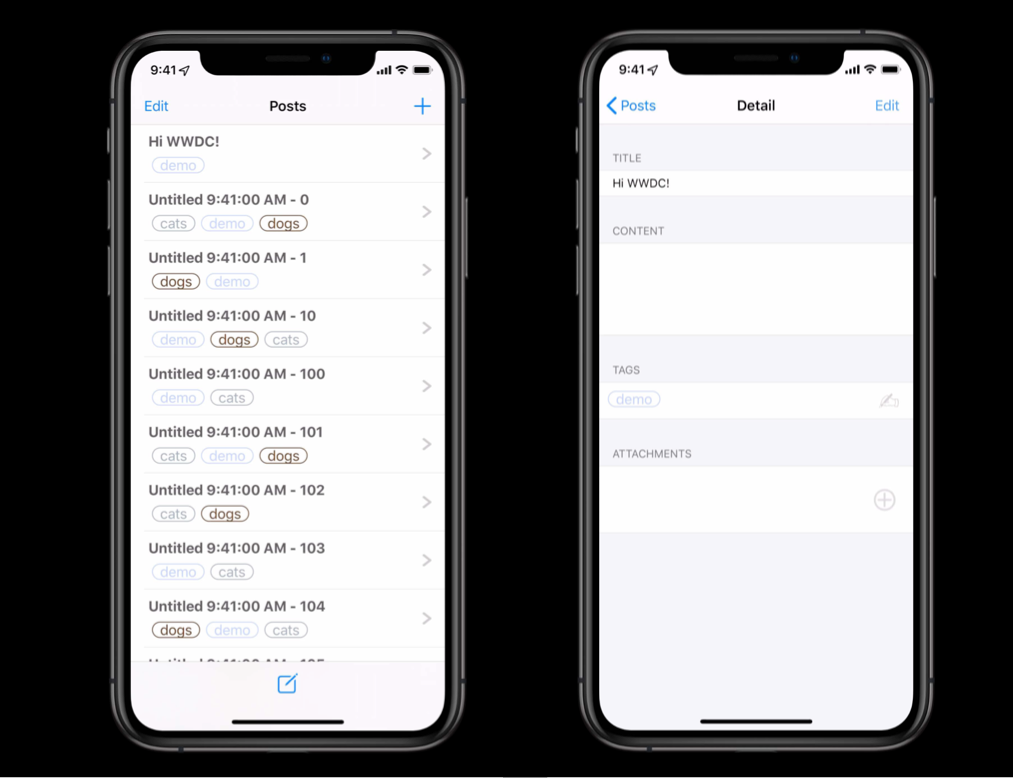 9:41
Edit Posts
Hi WWDC!
demo
Untitled 9:41:00 AM - 0
cats demo dogs
Untitled 9:41:00 AM - 1
dogs demo
Untitled 9:41:00 AM - 10
demo dogs cats
Untitled 9:41:00 AM - 100
demo cats
Untitled 9:41:00 AM - 101
cats demo dogs
Untitled 9:41:00 AM - 102
cats dogs
Untitled 9:41:00 AM - 103
demo cats
Untitled 9:41:00 AM - 104
dogs demo cats
9:41
Posts Detail Edit
TITLE
Hi WWDC!
CONTENT
TAGS
demo
ATTACHMENTS